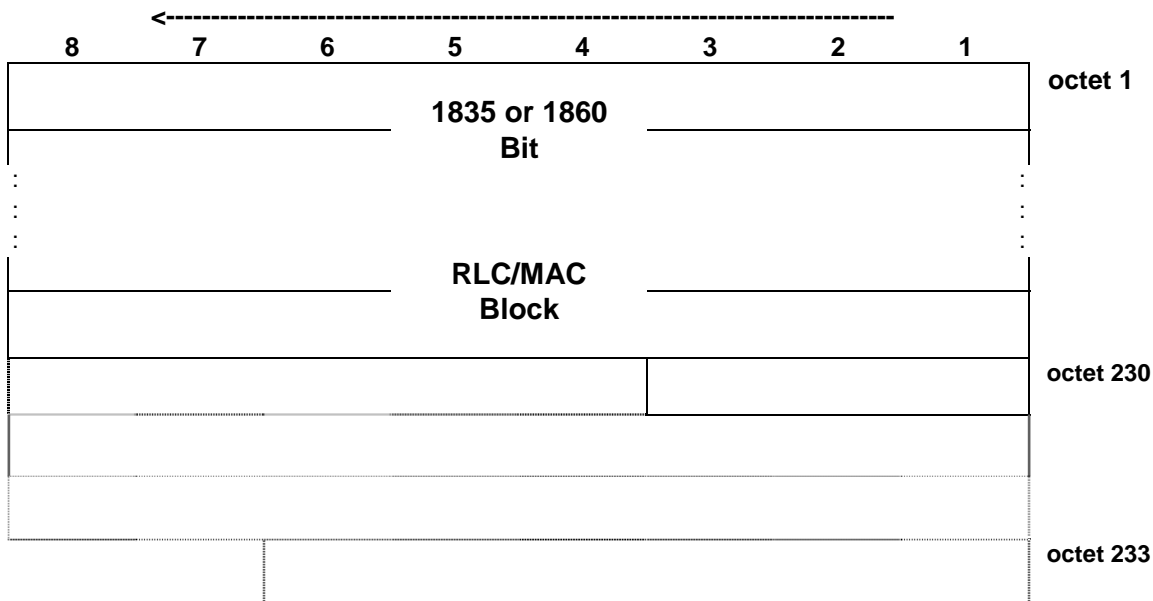 <--------------------------------------------------------------------------------
8 7 6 5 4 3 2 1
octet 1
1835 or 1860
Bit
: :
: :
: :
RLC/MAC
Block
octet 230
octet 233